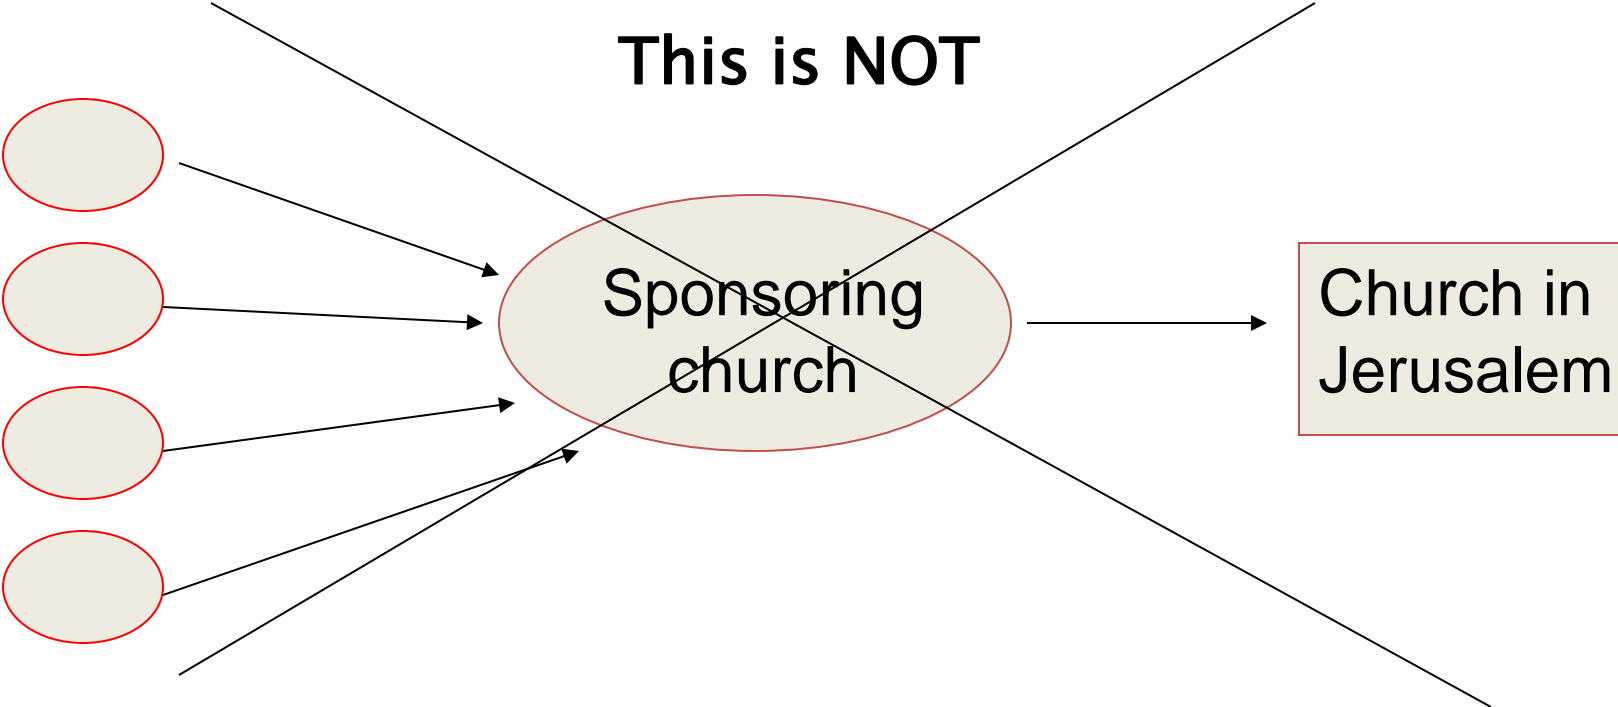 This is NOT
Sponsoring
church
Church in
Jerusalem